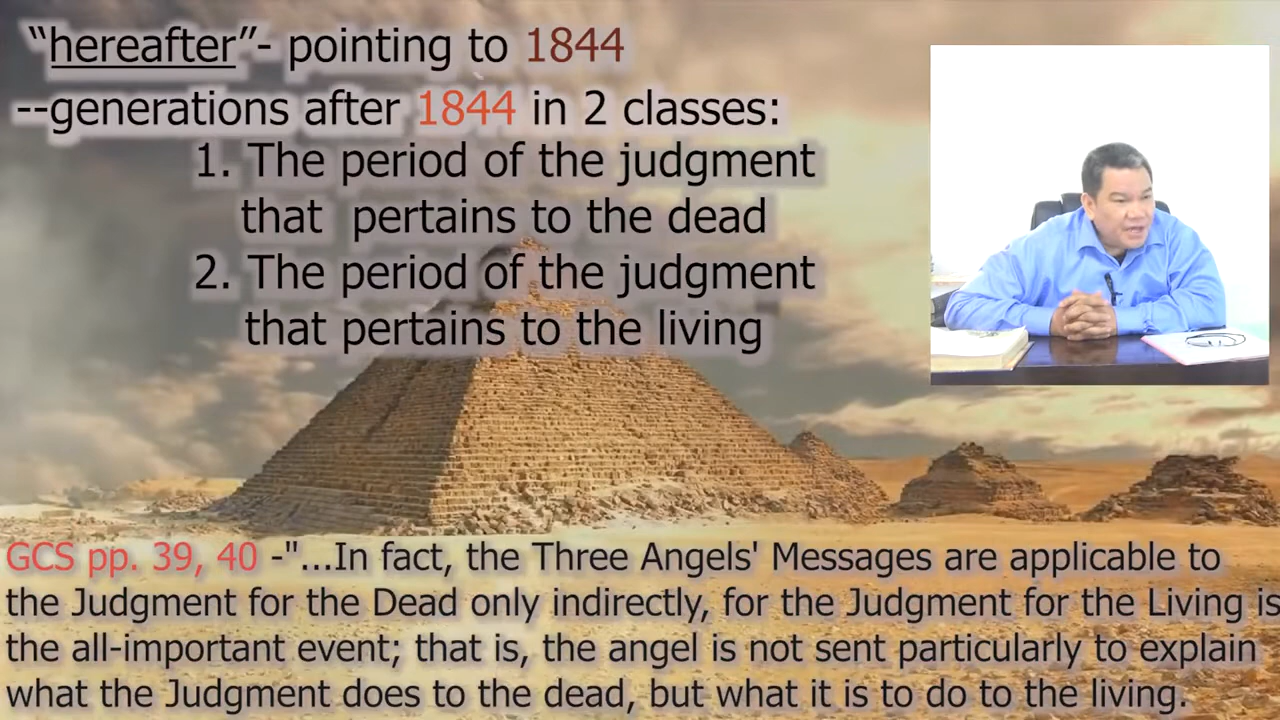 “hereafter”- pointing to 1844
--generations after 1844 in 2 classes:
1. The period of the judgment
that pertains to the dead
2. The period of the judgment
that pertains to the living
GCS pp. 39, 40 -"...In fact, the Three Angels' Messages are applicable to
the Judgment for the Dead only indirectly, for the Judgment for the Living is
the all-important event; that is, the angel is not sent particularly to explain
what the Judgment does to the dead, but what it is to do to the living.